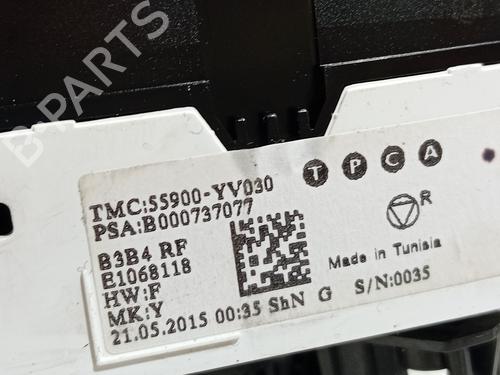 B-PARTS
T P C A
TMC:55900-YV030
PSA:B000737077
R
B3B4 RF
E1068118
HW:F
MK:Y
Made in Tunisia
21.05.2015 00:35 ShN G S/N:0035